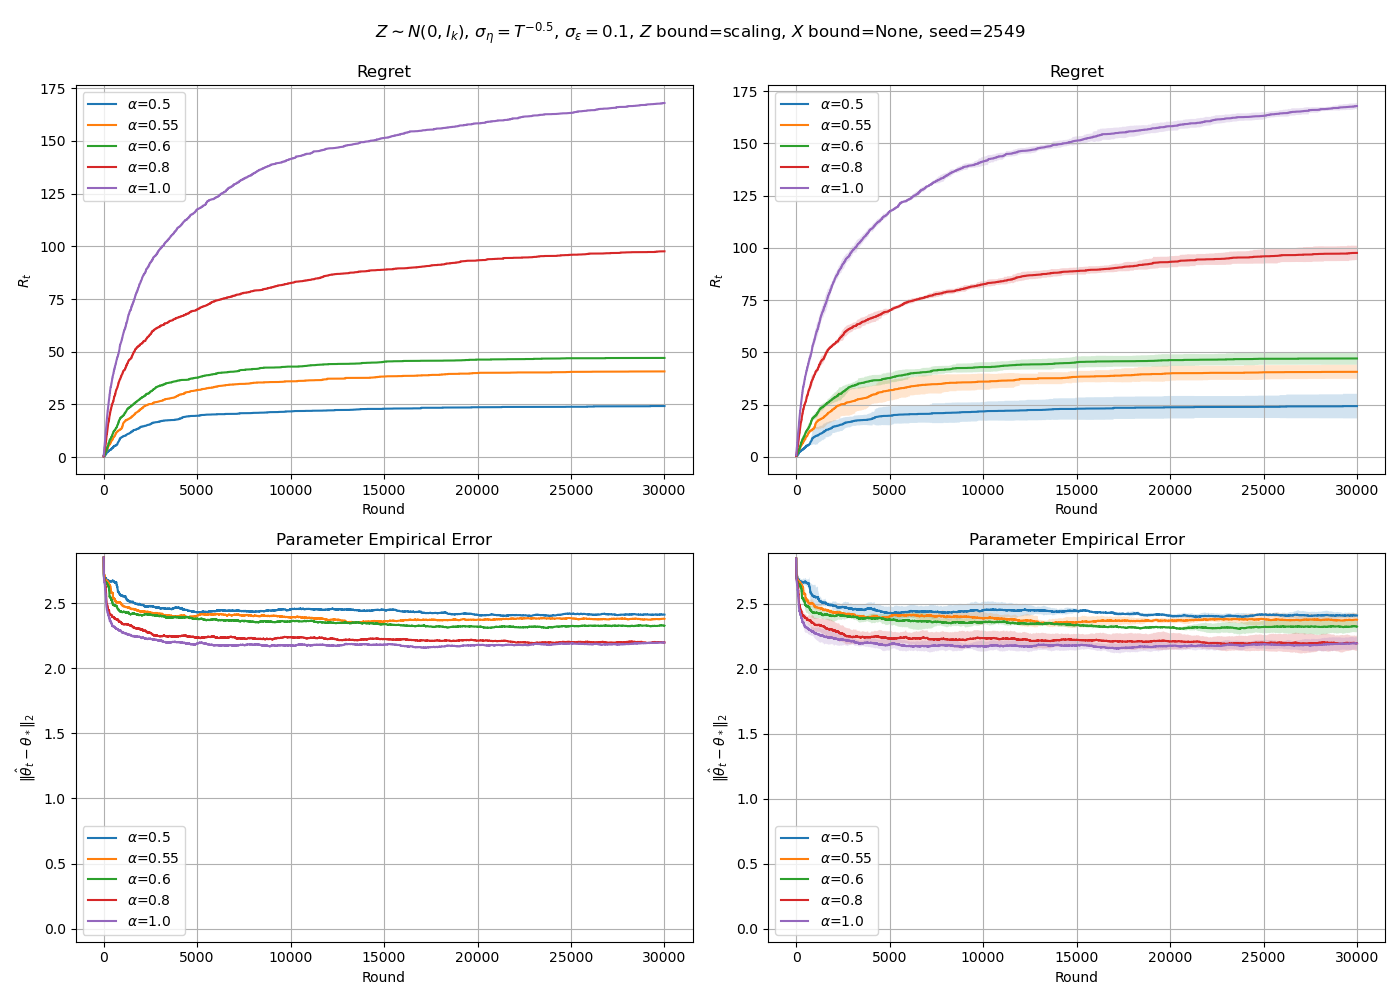 Z ~ N(0, I_k), σ_η = T^{-0.5}, σ_ε = 0.1, Z bound=scaling, X bound=None, seed=2549
Regret
175
150
125
100
75
50
25
0
R_t
α=0.5
α=0.55
α=0.6
α=0.8
α=1.0
0 5000 10000 15000 20000 25000 30000
Round
Regret
175
150
125
100
75
50
25
0
R_t
α=0.5
α=0.55
α=0.6
α=0.8
α=1.0
0 5000 10000 15000 20000 25000 30000
Round
Parameter Empirical Error
2.5
2.0
1.5
1.0
0.5
0.0
‖θ̂_t − θ_*‖_2
α=0.5
α=0.55
α=0.6
α=0.8
α=1.0
0 5000 10000 15000 20000 25000 30000
Round
Parameter Empirical Error
2.5
2.0
1.5
1.0
0.5
0.0
‖θ̂_t − θ_*‖_2
α=0.5
α=0.55
α=0.6
α=0.8
α=1.0
0 5000 10000 15000 20000 25000 30000
Round